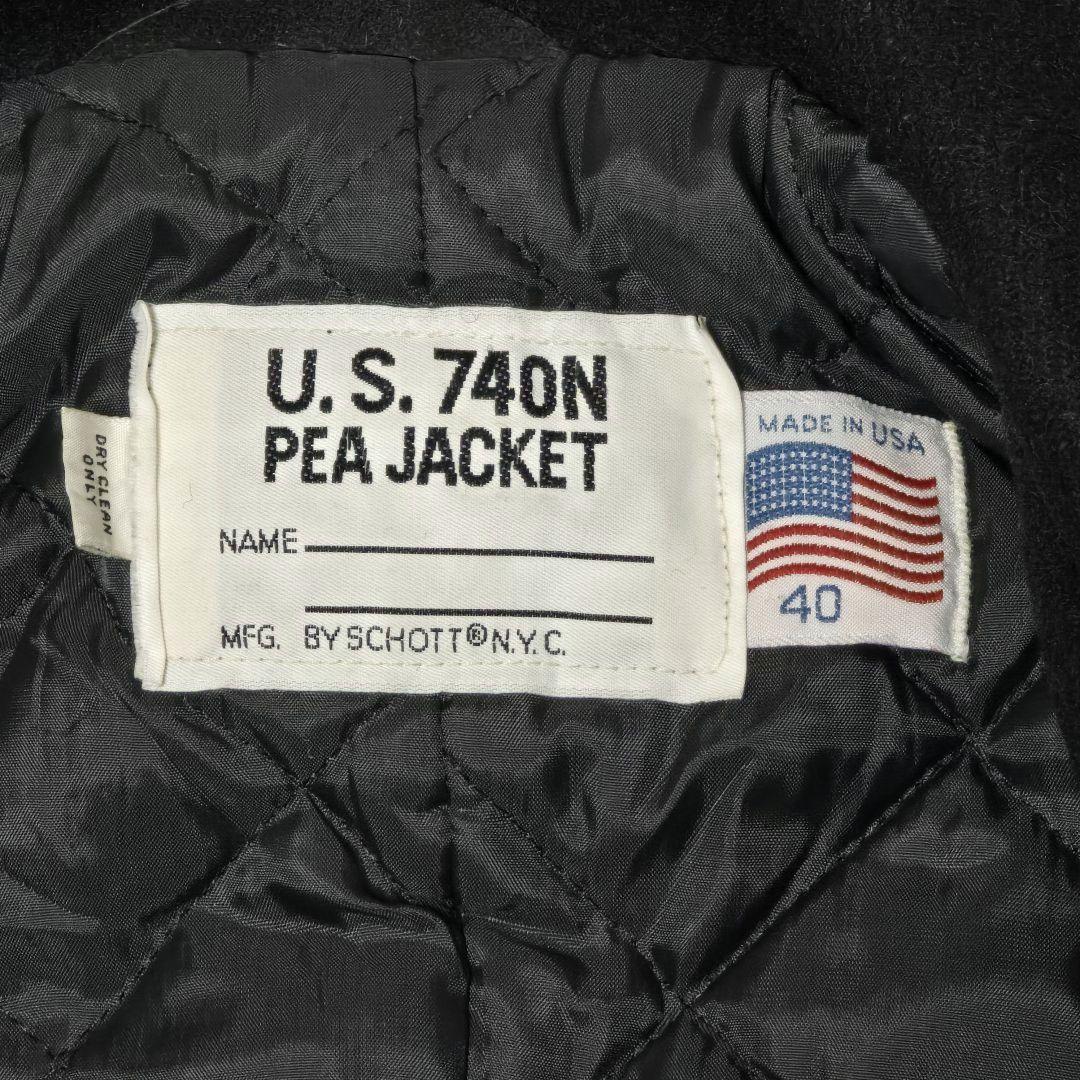 U.S. 740N
PEA JACKET
NAME
MFG. BY SCHOTT® N.Y.C.
DRY CLEAN
ONLY
MADE IN USA
40